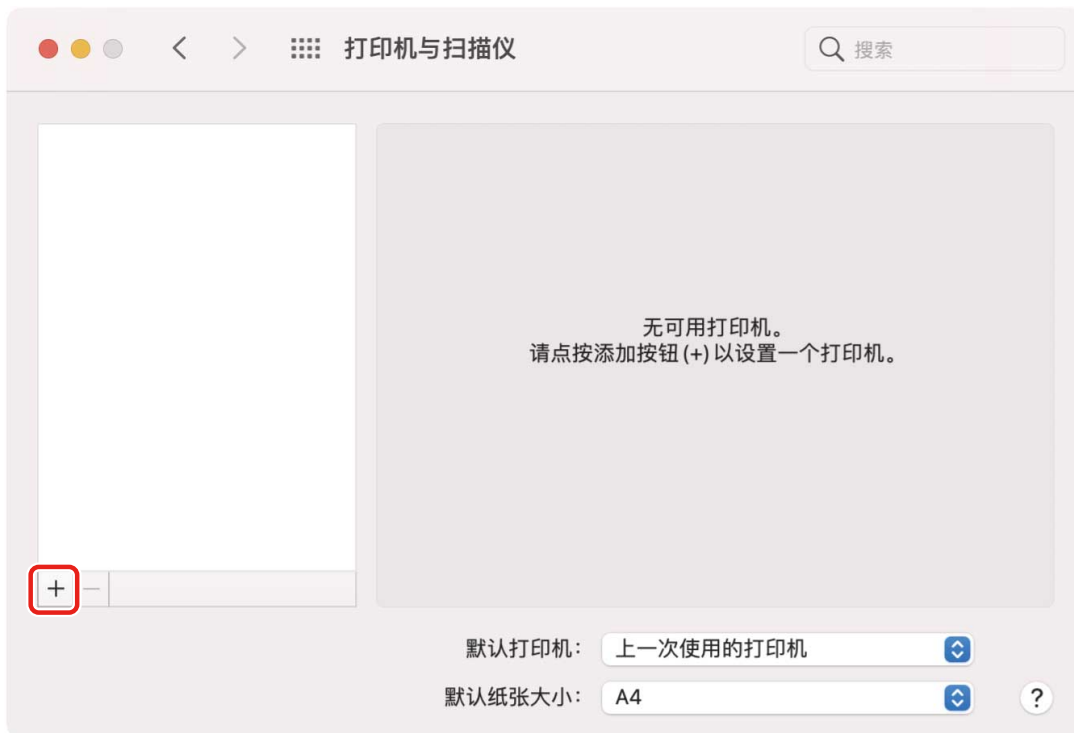 打印机与扫描仪
搜索
无可用打印机。
请点按添加按钮(+)以设置一个打印机。
+ —
默认打印机: 上一次使用的打印机
默认纸张大小: A4
?